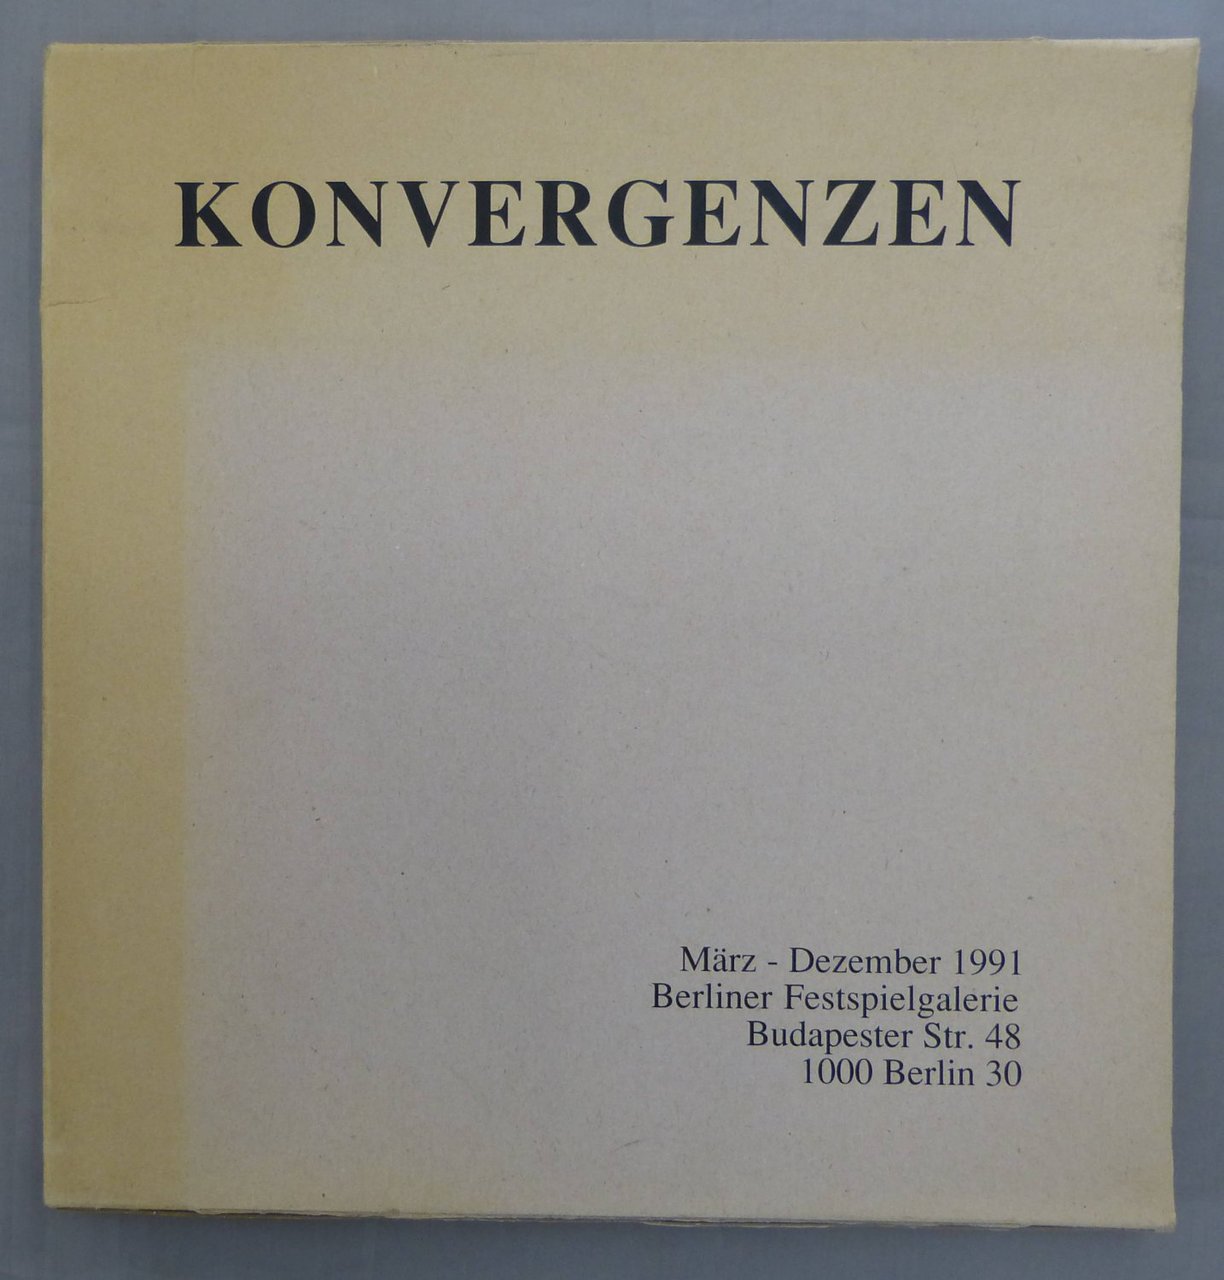 KONVERGENZEN
März - Dezember 1991
Berliner Festspielgalerie
Budapester Str. 48
1000 Berlin 30